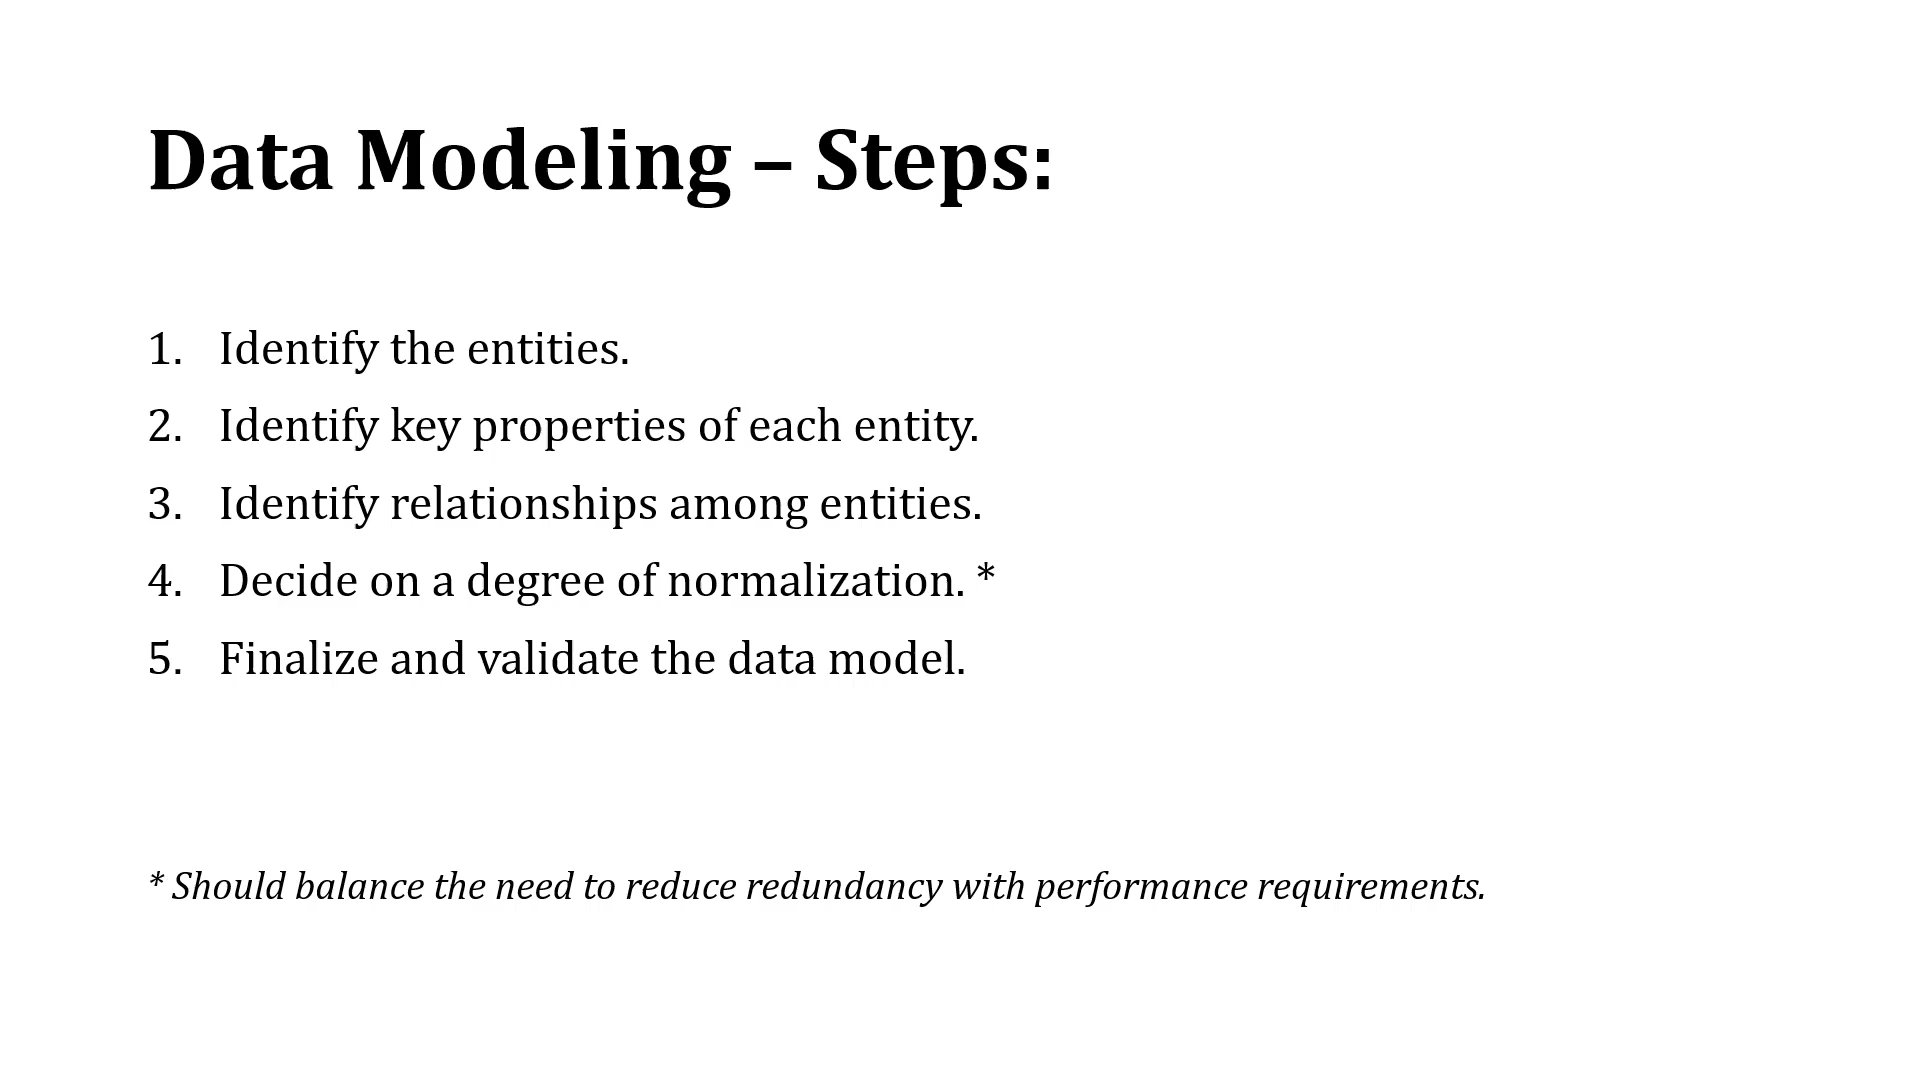 Data Modeling – Steps:
1. Identify the entities.
2. Identify key properties of each entity.
3. Identify relationships among entities.
4. Decide on a degree of normalization. *
5. Finalize and validate the data model.
* Should balance the need to reduce redundancy with performance requirements.